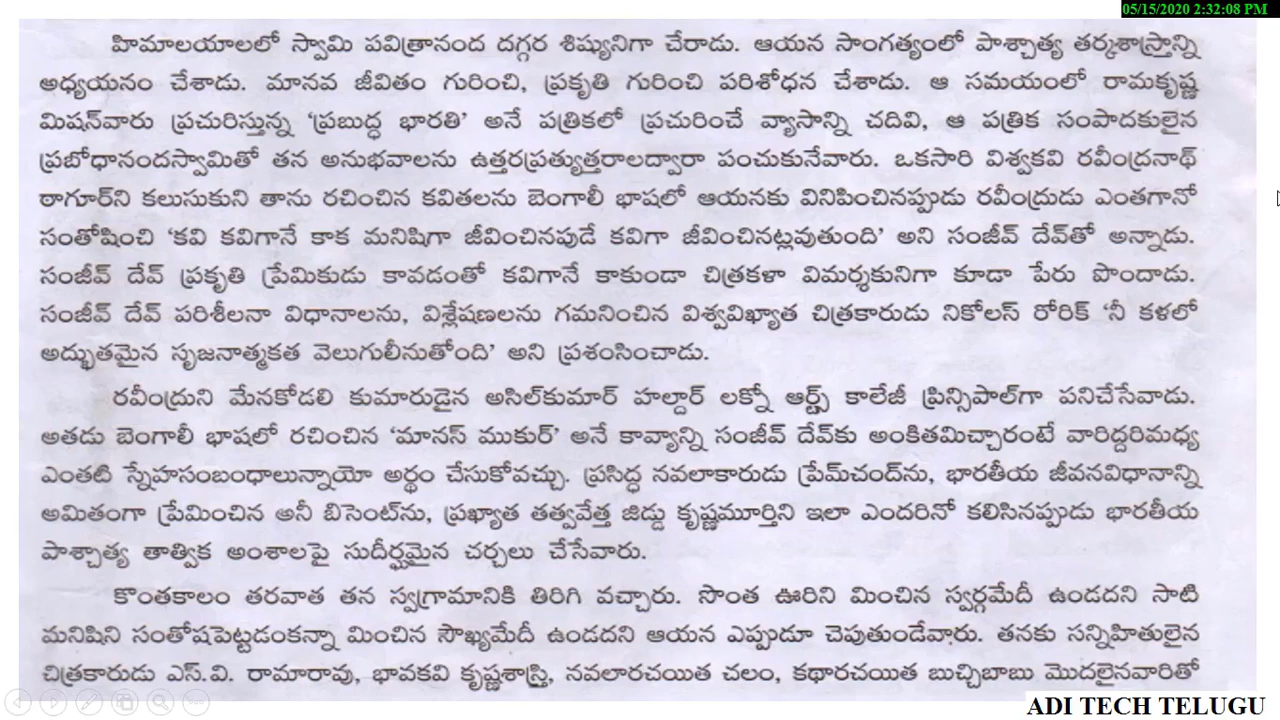 05/15/2020 2:32:08 PM
హిమాలయాలలో స్వామి పవిత్రానంద దగ్గర శిష్యునిగా చేరాడు. ఆయన సాంగత్యంలో పాశ్చాత్య తర్కశాస్త్రాన్ని
అధ్యయనం చేశాడు. మానవ జీవితం గురించి, ప్రకృతి గురించి పరిశోధన చేశాడు. ఆ సమయంలో రామకృష్ణ
మిషన్‌వారు ప్రచురిస్తున్న ‘ప్రబుద్ధ భారతి’ అనే పత్రికలో ప్రచురించే వ్యాసాన్ని చదివి, ఆ పత్రిక సంపాదకులైన
ప్రబోధానందస్వామితో తన అనుభవాలను ఉత్తరప్రత్యుత్తరాలద్వారా పంచుకునేవారు. ఒకసారి విశ్వకవి రవీంద్రనాథ్
ఠాగూర్‌ని కలుసుకుని తాను రచించిన కవితలను బెంగాలీ భాషలో ఆయనకు వినిపించినప్పుడు రవీంద్రుడు ఎంతగానో
సంతోషించి ‘కవి కవిగానే కాక మనిషిగా జీవించినపుడే కవిగా జీవించినట్లవుతుంది’ అని సంజీవ్ దేవ్‌తో అన్నాడు.
సంజీవ్ దేవ్ ప్రకృతి ప్రేమికుడు కావడంతో కవిగానే కాకుండా చిత్రకళా విమర్శకునిగా కూడా పేరు పొందాడు.
సంజీవ్ దేవ్ పరిశీలనా విధానాలను, విశ్లేషణలను గమనించిన విశ్వవిఖ్యాత చిత్రకారుడు నికోలస్ రోరిక్ ‘నీ కళలో
అద్భుతమైన సృజనాత్మకత వెలుగులీనుతోంది’ అని ప్రశంసించాడు.
రవీంద్రుని మేనకోడలి కుమారుడైన అసిల్‌కుమార్ హల్దార్ లక్నో ఆర్ట్స్ కాలేజీ ప్రిన్సిపాల్‌గా పనిచేసేవాడు.
అతడు బెంగాలీ భాషలో రచించిన ‘మానస్ ముకుర్’ అనే కావ్యాన్ని సంజీవ్ దేవ్‌కు అంకితమిచ్చారంటే వారిద్దరిమధ్య
ఎంతటి స్నేహసంబంధాలున్నాయో అర్థం చేసుకోవచ్చు. ప్రసిద్ధ నవలాకారుడు ప్రేమ్‌చంద్‌ను, భారతీయ జీవనవిధానాన్ని
అమితంగా ప్రేమించిన అనీ బిసెంట్‌ను, ప్రఖ్యాత తత్వవేత్త జిడ్డు కృష్ణమూర్తిని ఇలా ఎందరినో కలిసినప్పుడు భారతీయ
పాశ్చాత్య తాత్విక అంశాలపై సుదీర్ఘమైన చర్చలు చేసేవారు.
కొంతకాలం తరవాత తన స్వగ్రామానికి తిరిగి వచ్చారు. సొంత ఊరిని మించిన స్వర్గమేదీ ఉండదని సాటి
మనిషిని సంతోషపెట్టడంకన్నా మించిన సౌఖ్యమేదీ ఉండదని ఆయన ఎప్పుడూ చెపుతుండేవారు. తనకు సన్నిహితులైన
చిత్రకారుడు ఎస్.వి. రామారావు, భావకవి కృష్ణశాస్త్రి, నవలారచయిత చలం, కథారచయిత బుచ్చిబాబు మొదలైనవారితో
ADI TECH TELUGU